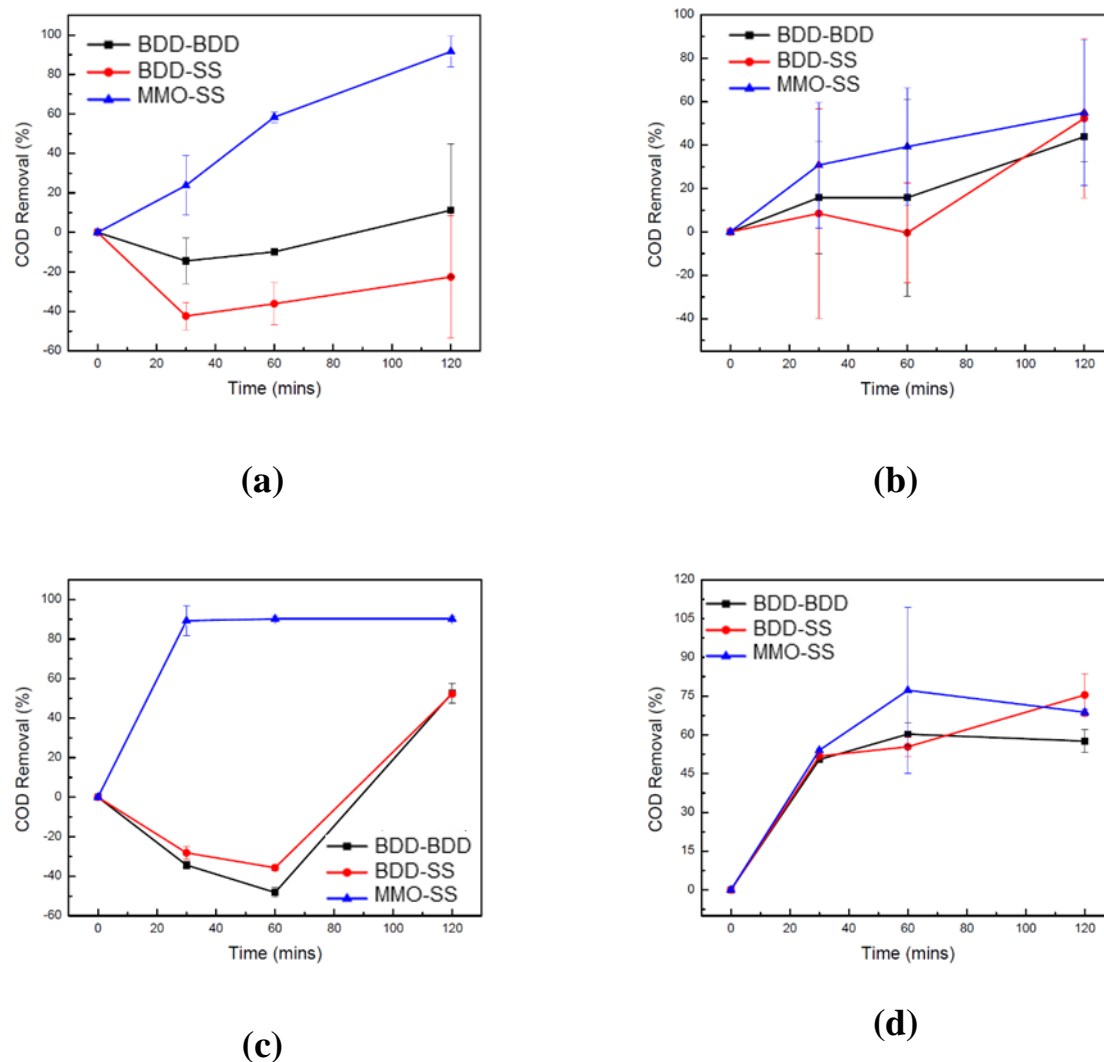 100
80
60
40
20
0
-20
-40
-60
COD Removal (%)
BDD-BDD
BDD-SS
MMO-SS
0 20 40 60 80 100 120
Time (mins)
(a)
100
80
60
40
20
0
-20
-40
COD Removal (%)
BDD-BDD
BDD-SS
MMO-SS
0 20 40 60 80 100 120
Time (mins)
(b)
100
80
60
40
20
0
-20
-40
-60
COD Removal (%)
BDD-BDD
BDD-SS
MMO-SS
0 20 40 60 80 100 120
Time (mins)
(c)
120
105
90
75
60
45
30
15
0
COD Removal (%)
BDD-BDD
BDD-SS
MMO-SS
0 20 40 60 80 100 120
Time (mins)
(d)